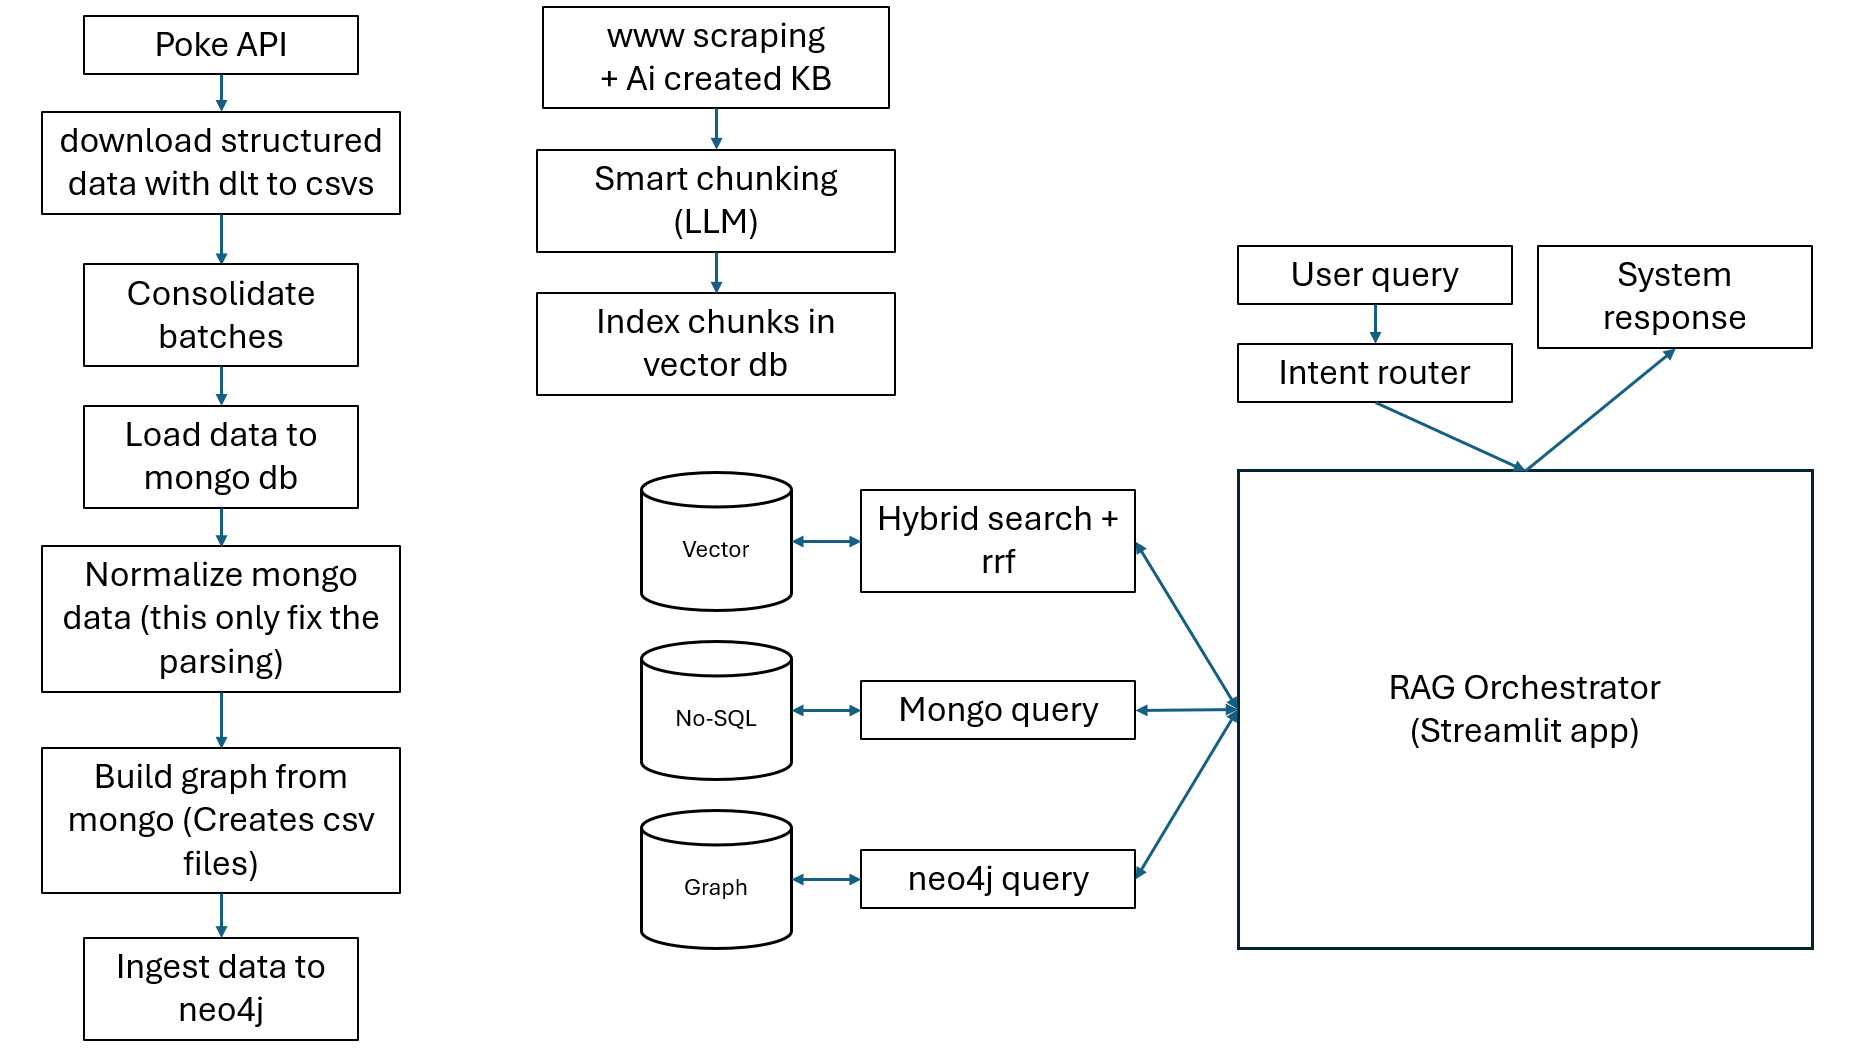 Poke API
download structured
data with dlt to csvs
Consolidate
batches
Load data to
mongo db
Normalize mongo
data (this only fix the
parsing)
Build graph from
mongo (Creates csv
files)
Ingest data to
neo4j
www scraping
+ Ai created KB
Smart chunking
(LLM)
Index chunks in
vector db
Vector
Hybrid search +
rrf
No-SQL
Mongo query
Graph
neo4j query
User query
Intent router
System
response
RAG Orchestrator
(Streamlit app)